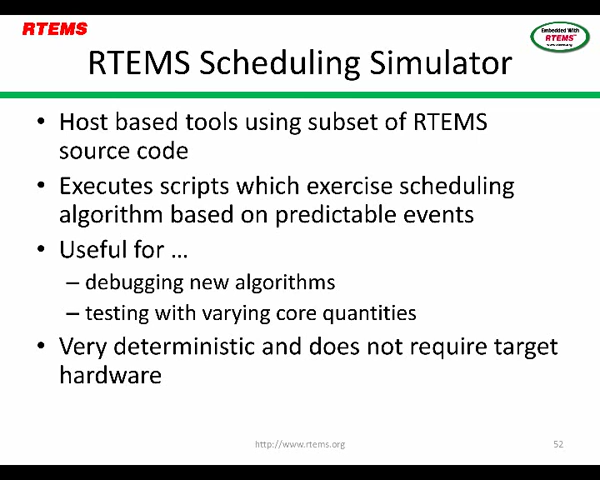 RTEMS
Embedded With
RTEMS
RTEMS Scheduling Simulator
• Host based tools using subset of RTEMS
source code
• Executes scripts which exercise scheduling
algorithm based on predictable events
• Useful for …
– debugging new algorithms
– testing with varying core quantities
• Very deterministic and does not require target
hardware
http://www.rtems.org
52